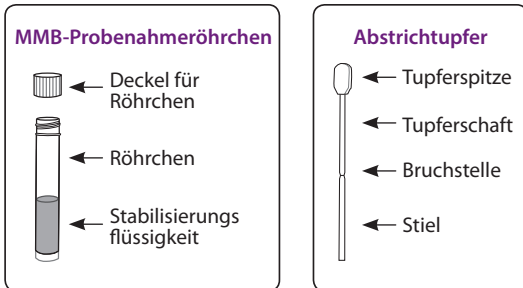 MMB-Probenahmeröhrchen
Deckel für
Röhrchen
Röhrchen
Stabilisierungs
flüssigkeit
Abstrichtupfer
Tupferspitze
Tupferschaft
Bruchstelle
Stiel